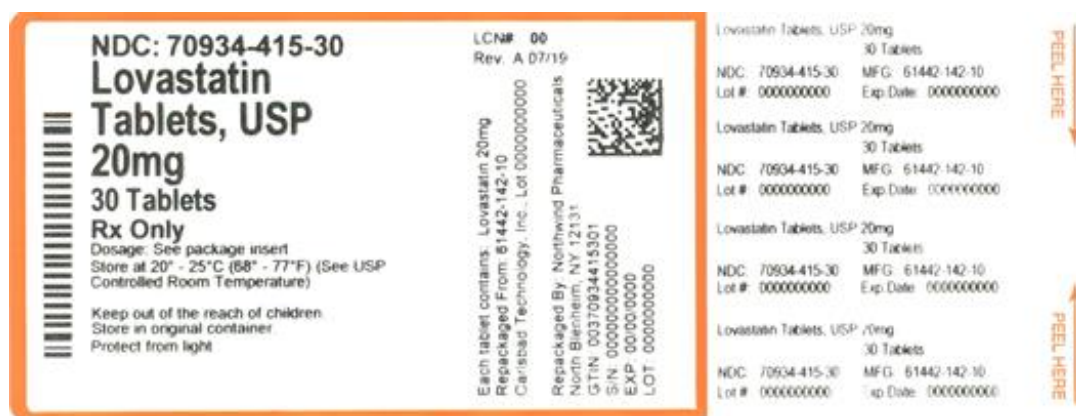 NDC: 70934-415-30
Lovastatin
Tablets, USP
20mg
30 Tablets
Rx Only
Dosage: See package insert
Store at 20° - 25°C (68° - 77°F) (See USP
Controlled Room Temperature)
Keep out of the reach of children
Store in original container
Protect from light
LCN# 00
Rev. A 07/19
Each tablet contains: Lovastatin 20mg
Repackaged From: 61442-142-10
Carlsbad Technology, Inc., Lot 0000000000
Repackaged By: Northwind Pharmaceuticals
North Blenheim, NY 12131
GTIN: 00370934415301
S/N: 0000000000000
EXP: 00/00/0000
LOT: 0000000000
Lovastatin Tablets, USP 20mg
30 Tablets
NDC: 70934-415-30 MFG: 61442-142-10
Lot #: 0000000000 Exp.Date: 0000000000
Lovastatin Tablets, USP 20mg
30 Tablets
NDC: 70934-415-30 MFG: 61442-142-10
Lot #: 0000000000 Exp.Date: 0000000000
Lovastatin Tablets, USP 20mg
30 Tablets
NDC: 70934-415-30 MFG: 61442-142-10
Lot #: 0000000000 Exp.Date: 0000000000
Lovastatin Tablets, USP 20mg
30 Tablets
NDC: 70934-415-30 MFG: 61442-142-10
Lot #: 0000000000 Exp.Date: 0000000000
PEEL HERE
PEEL HERE